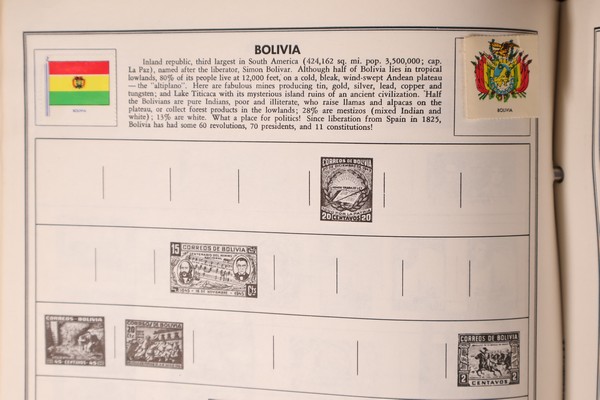 BOLIVIA
Inland republic, third largest in South America (424,162 sq. mi. pop. 3,500,000; cap.
La Paz), named after the liberator, Simon Bolivar. Although half of Bolivia lies in tropical
lowlands, 80% of its people live at 12,000 feet, on a cold, bleak, wind-swept Andean plateau
— the "altiplano". Here are fabulous mines producing tin, gold, silver, lead, copper and
tungsten; and Lake Titicaca with its mysterious island ruins of an ancient civilization. Half
the Bolivians are pure Indians, poor and illiterate, who raise llamas and alpacas on the
plateau, or collect forest products in the lowlands; 28% are mestizos (mixed Indian and
white); 13% are white. What a place for politics! Since liberation from Spain in 1825,
Bolivia has had some 60 revolutions, 70 presidents, and 11 constitutions!
BOLIVIA
BOLIVIA
CORREOS DE BOLIVIA
20 CENTAVOS 20
15 CORREOS DE BOLIVIA
Cts
CORREOS DE BOLIVIA
CORREOS DE BOLIVIA
20
CORREOS DE BOLIVIA
2 CENTAVOS 2